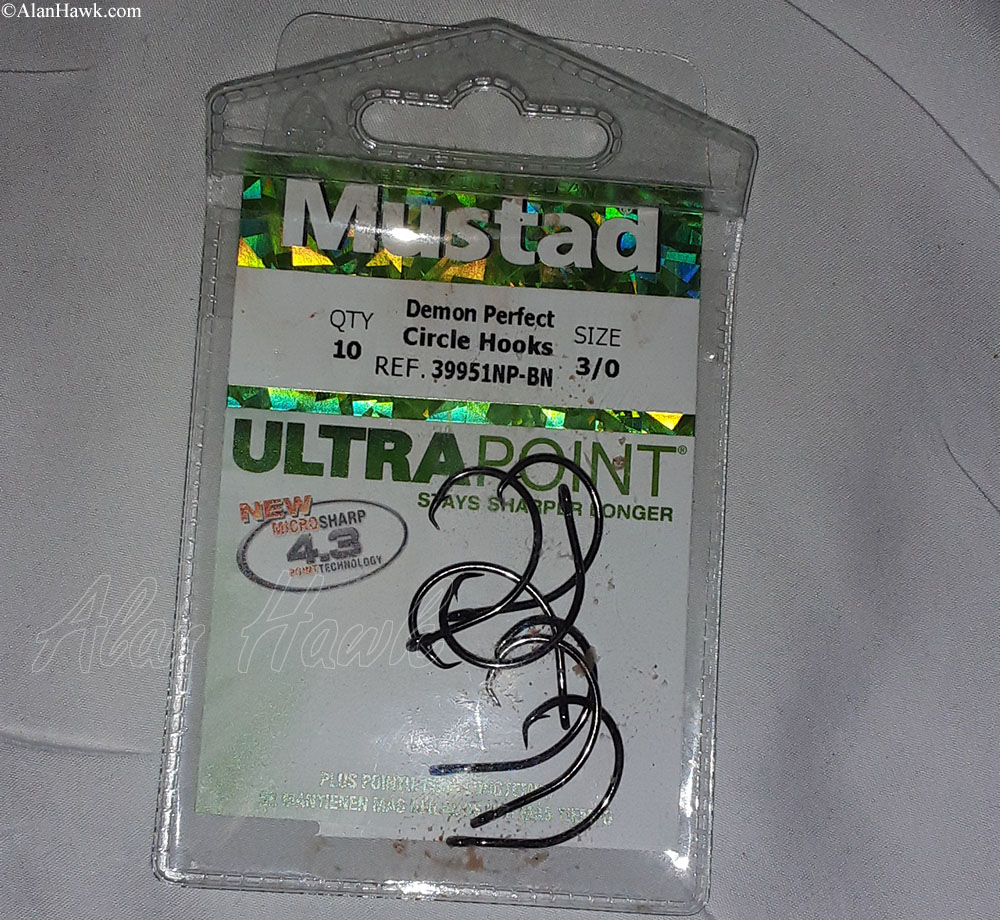 ©AlanHawk.com
Mustad®
QTY
10
Demon Perfect
Circle Hooks
REF. 39951NP-BN
SIZE
3/0
ULTRAPOINT®
STAYS SHARPER LONGER
NEW
MICROSHARP
4.3
POINT TECHNOLOGY
Alan Hawk
PLUS